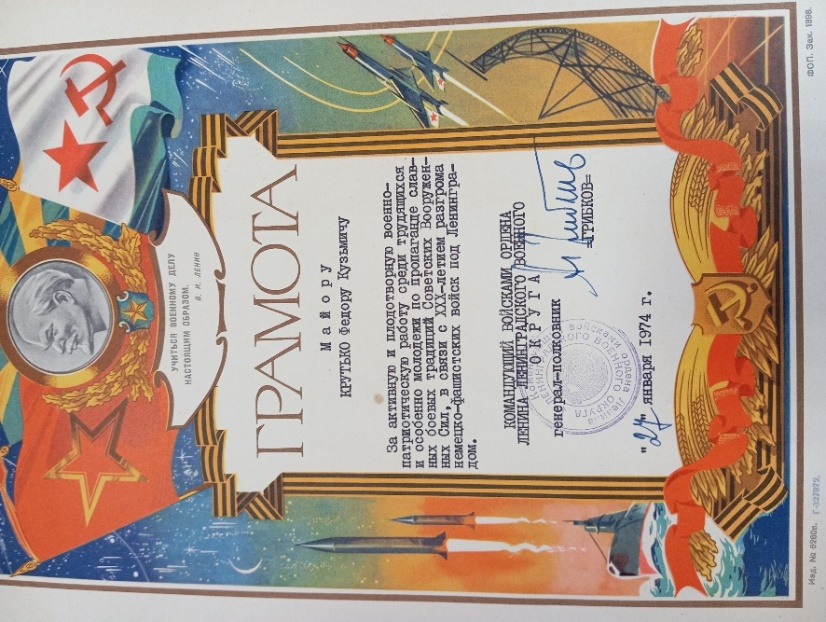 УЧИТЬСЯ ВОЕННОМУ ДЕЛУ
НАСТОЯЩИМ ОБРАЗОМ.
В. И. ЛЕНИН
ГРАМОТА
Майору
КРУТЬКО Федору Кузьмичу
За активную и плодотворную военно-
патриотическую работу среди трудящихся
и особенно молодежи по пропаганде слав-
ных боевых традиций Советских Вооружен-
ных Сил, в связи с XXX-летием разгрома
немецко-фашистских войск под Ленингра-
дом.
КОМАНДУЮЩИЙ ВОЙСКАМИ ОРДЕНА
ЛЕНИНА ЛЕНИНГРАДСКОГО ВОЕННОГО
ОКРУГА
генерал-полковник
=ГРИБКОВ=
"27" января 1974 г.
Изд. № 6260п.
ФОП. Зак. 1898.